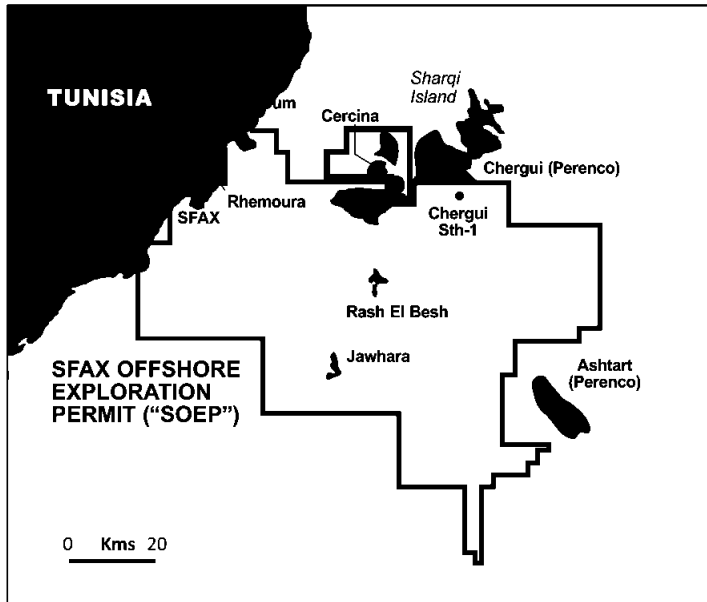 Sharqi
Island
TUNISIA
Cercina
Chergui (Perenco)
Rhemoura
SFAX
Chergui
Sth-1
Rash El Besh
Jawhara
Ashtart
(Perenco)
SFAX OFFSHORE
EXPLORATION
PERMIT (“SOEP”)
0 Kms 20